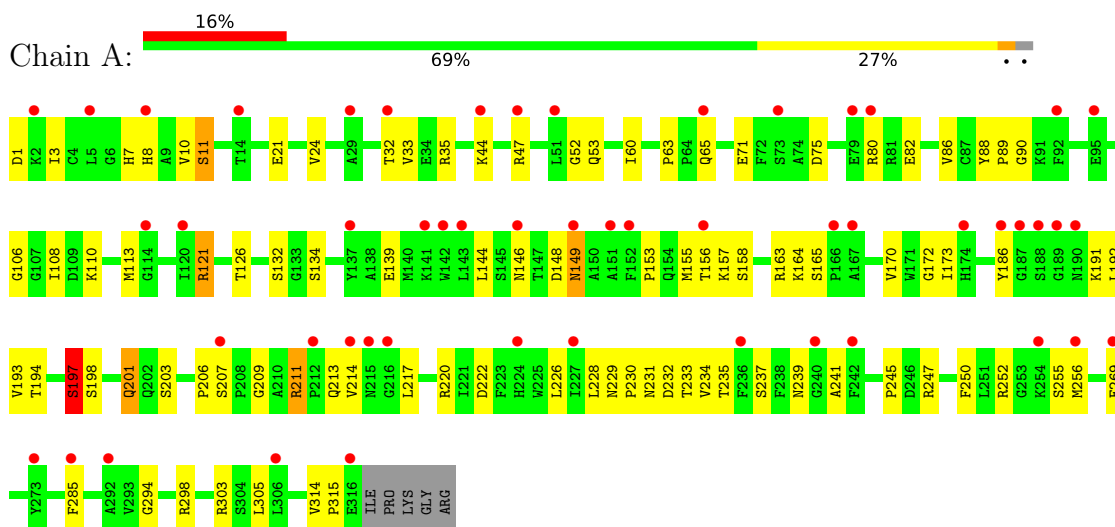 16%
Chain A:
69% 27% • •
D1 K2 I3 C4 L5 G6 H7 H8 A9 V10 S11 T14 E21 V24 A29 T32 V33 E34 R35 K44 R47 L51 G52 Q53 I60 P63 P64 Q65 E71 F72 S73 A74 D75 E79 R80 R81 E82 V86 C87 Y88 P89 G90 K91 F92 E95
G106 G107 I108 D109 K110 M113 G114 I120 R121 T126 S132 G133 S134 Y137 A138 E139 M140 K141 W142 L143 L144 S145 N146 T147 D148 N149 A150 A151 F152 P153 Q154 M155 T156 K157 S158 R163 K164 S165 P166 A167 V170 W171 G172 I173 H174 Y186 G187 S188 G189 N190 K191 L192
V193 T194 S197 S198 Q201 Q202 S203 P206 S207 P208 G209 A210 R211 P212 Q213 V214 N215 G216 L217 R220 I221 D222 F223 H224 W225 L226 I227 L228 N229 P230 N231 D232 T233 V234 T235 F236 S237 F238 N239 G240 A241 F242 P245 D246 R247 F250 L251 R252 G253 K254 S255 M256 E269
Y273 F285 A292 V293 G294 R298 R303 S304 L305 L306 V314 P315 E316 ILE PRO LYS GLY ARG